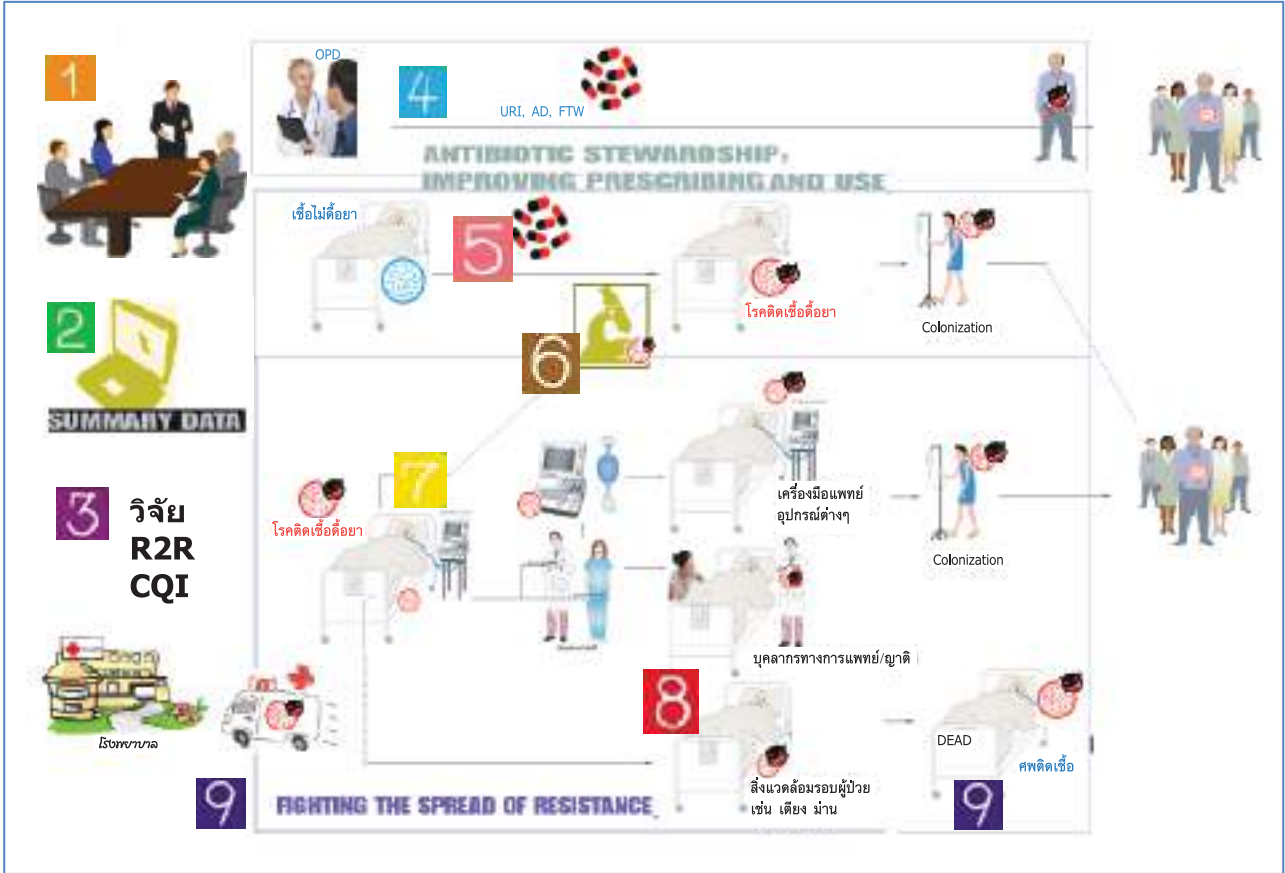 1
OPD
4
URI, AD, FTW
ANTIBIOTIC STEWARDSHIP,
IMPROVING PRESCRIBING AND USE
เชื้อไม่ดื้อยา
5
โรคติดเชื้อดื้อยา
Colonization
2
SUMMARY DATA
6
3
วิจัย
R2R
CQI
7
โรคติดเชื้อดื้อยา
เครื่องมือแพทย์
อุปกรณ์ต่างๆ
Colonization
บุคลากรทางการแพทย์/ญาติ
โรงพยาบาล
8
สิ่งแวดล้อมรอบผู้ป่วย
เช่น เตียง ม่าน
DEAD
ศพติดเชื้อ
9
FIGHTING THE SPREAD OF RESISTANCE
9